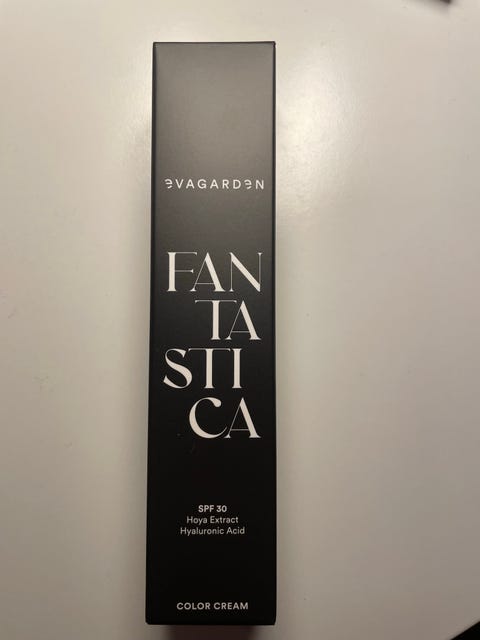 evagarden
FAN
TA
STI
CA
SPF 30
Hoya Extract
Hyaluronic Acid
COLOR CREAM